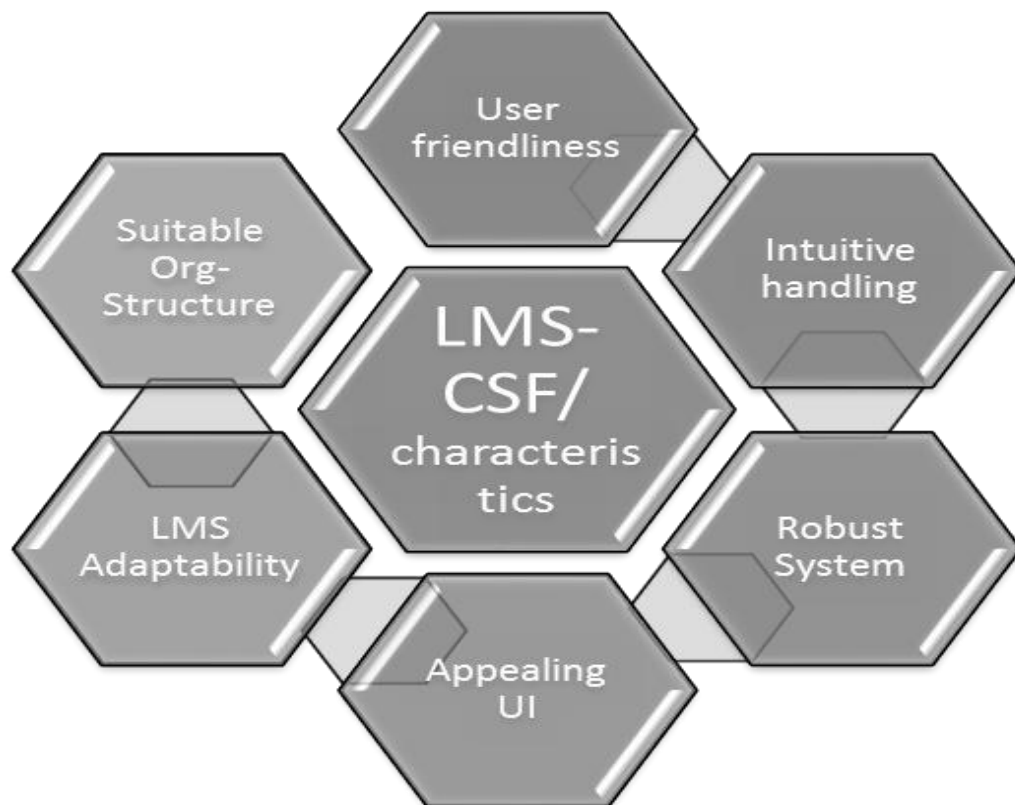 User
friendliness
Intuitive
handling
Robust
System
Appealing
UI
LMS
Adaptability
Suitable
Org-
Structure
LMS-
CSF/
characteris
tics